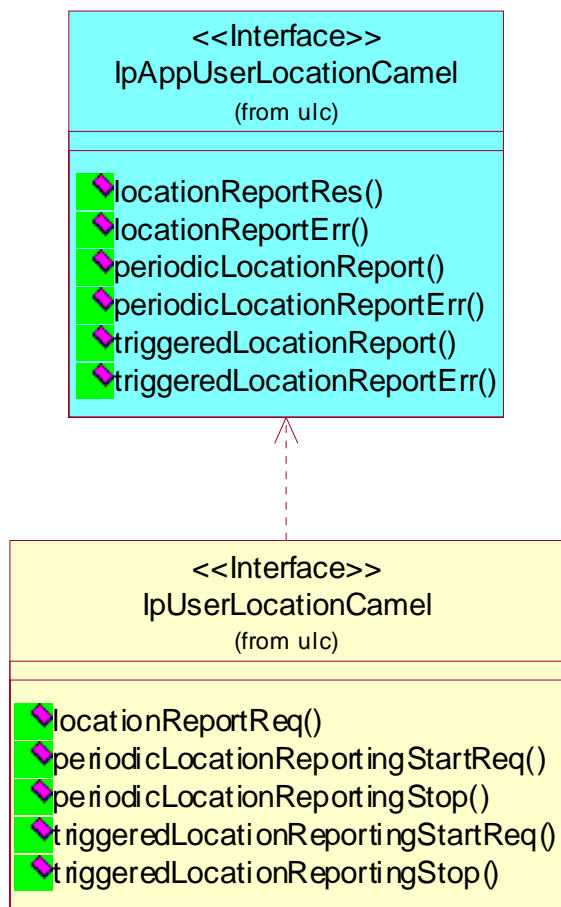 <<Interface>>
IpAppUserLocationCamel
(from ulc)
locationReportRes()
locationReportErr()
periodicLocationReport()
periodicLocationReportErr()
triggeredLocationReport()
triggeredLocationReportErr()
<<Interface>>
IpUserLocationCamel
(from ulc)
locationReportReq()
periodicLocationReportingStartReq()
periodicLocationReportingStop()
triggeredLocationReportingStartReq()
triggeredLocationReportingStop()